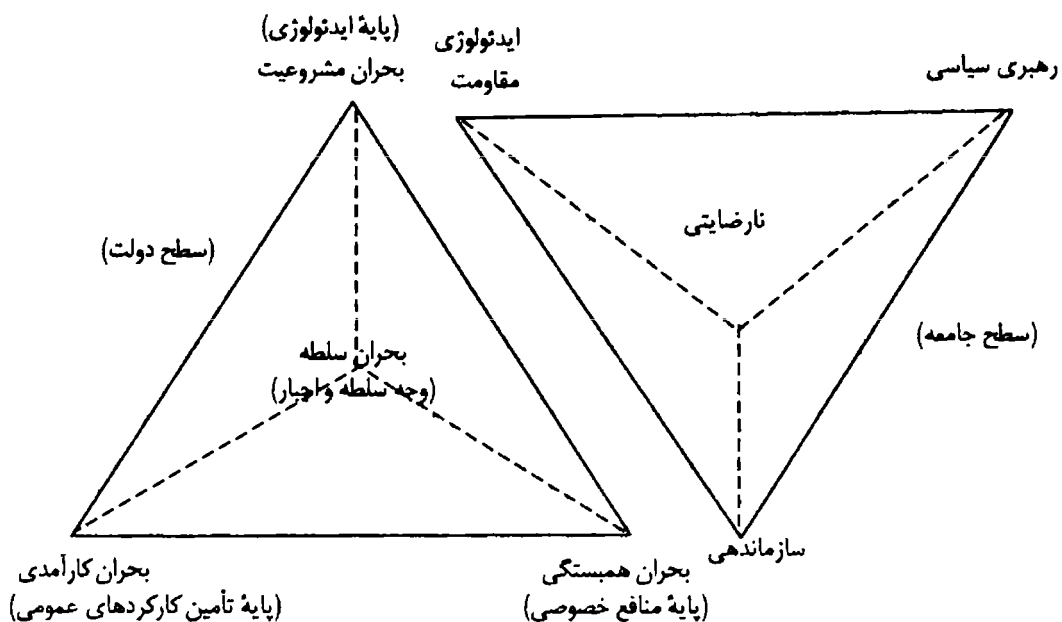 (پایهٔ ایدئولوژی)
بحران مشروعیت
ایدئولوژی
مقاومت
رهبری سیاسی
نارضایتی
(سطح دولت)
(سطح جامعه)
بحران سلطه
(وجه سلطه و اجبار)
سازماندهی
بحران همبستگی
(پایهٔ منافع خصوصی)
بحران کارآمدی
(پایهٔ تأمین کارکردهای عمومی)